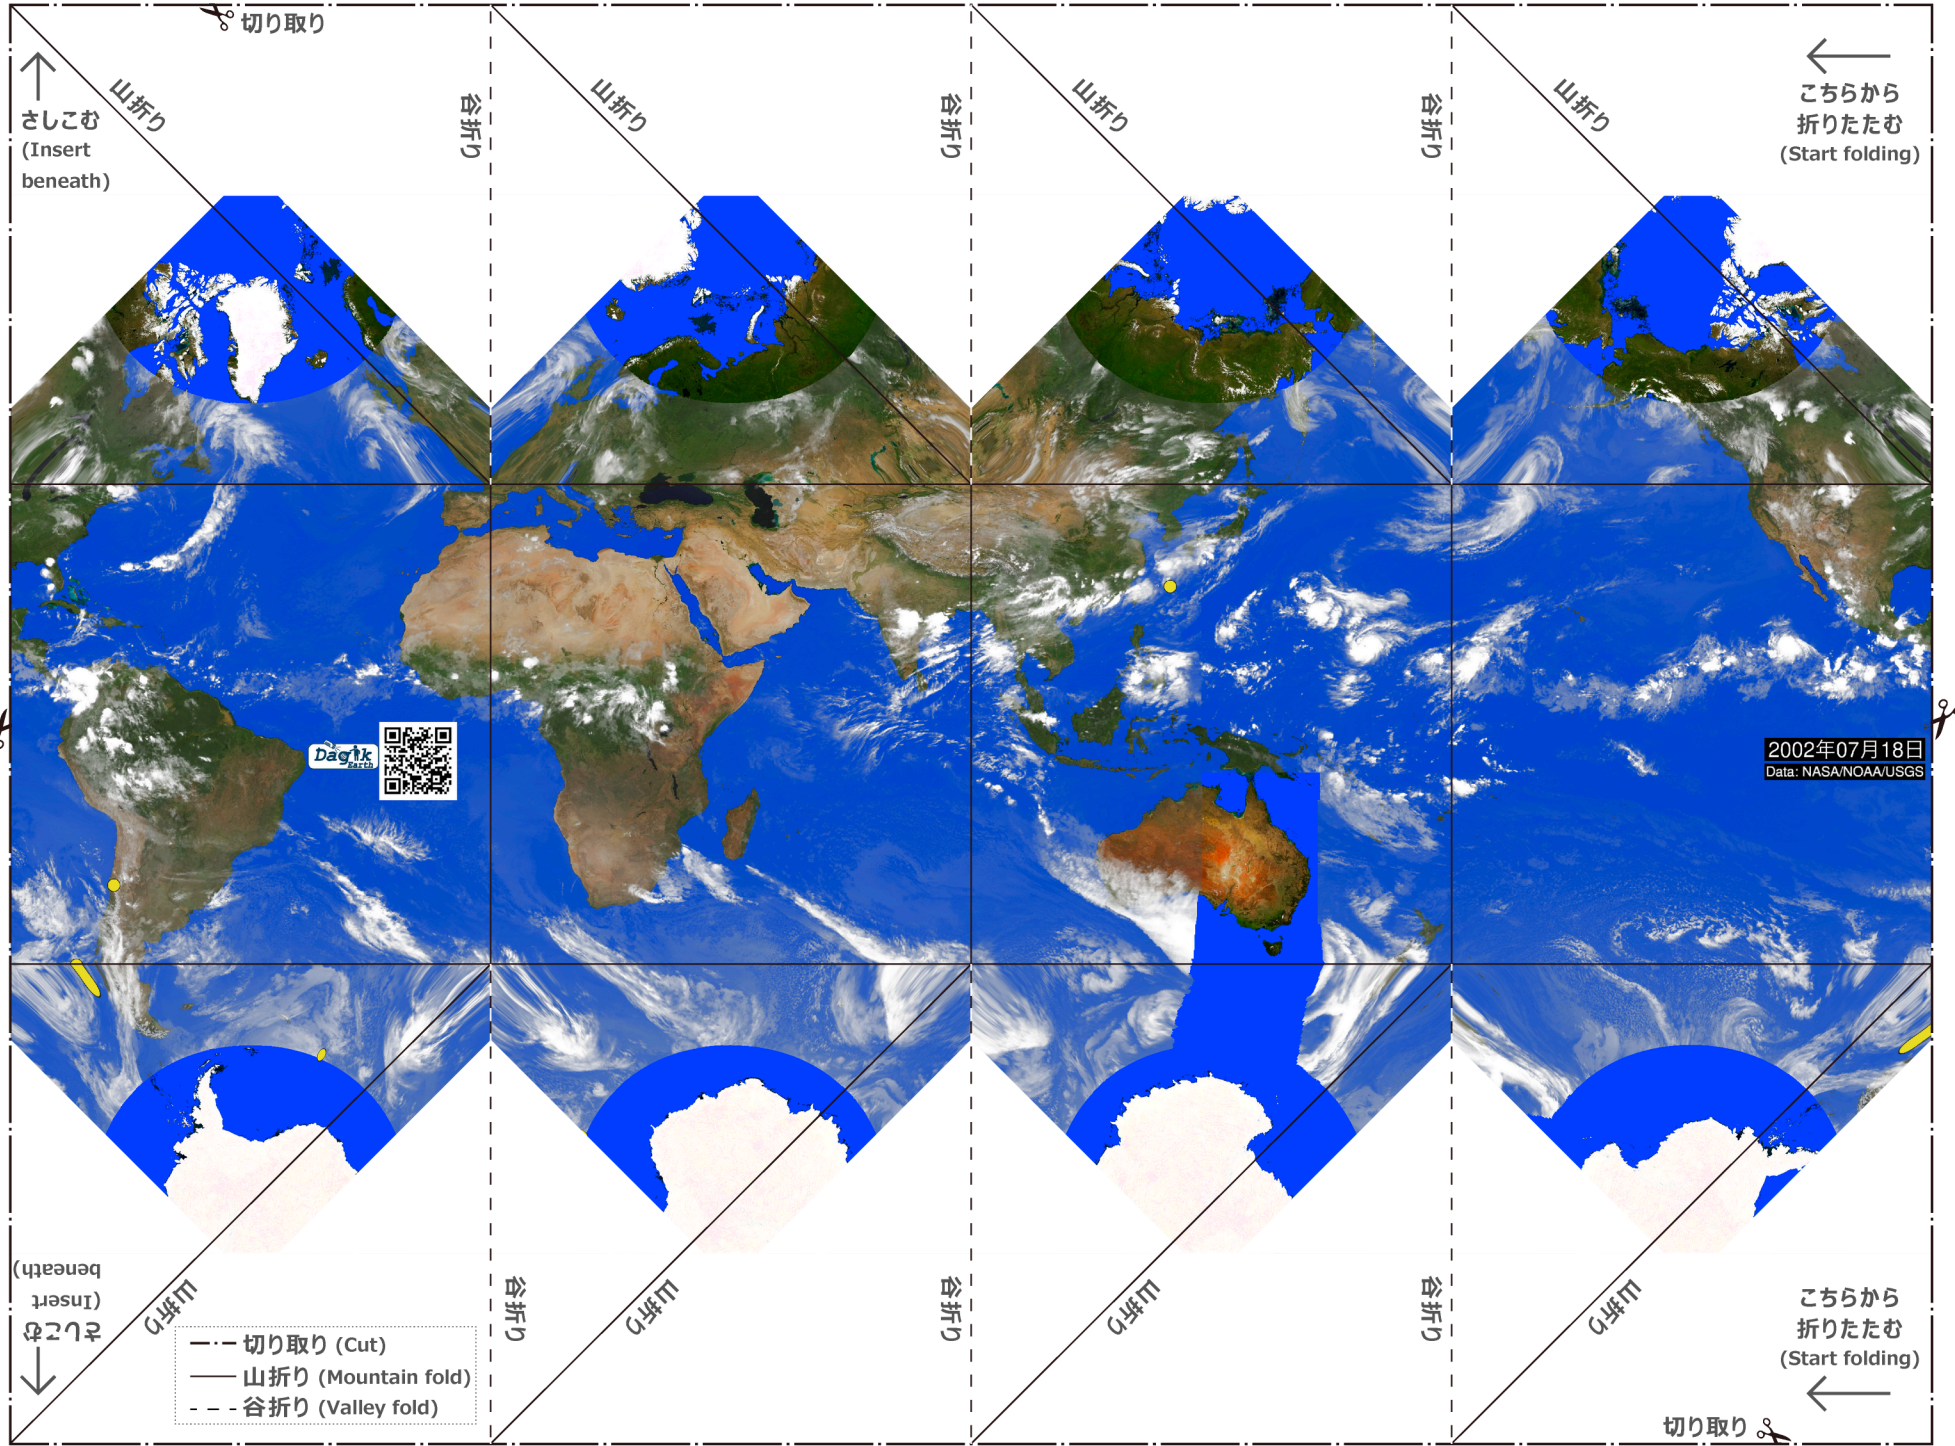 切り取り
さしこむ
(Insert
beneath)
山折り
谷折り
山折り
谷折り
山折り
谷折り
山折り
こちらから
折りたたむ
(Start folding)
Dagik
Earth
2002年07月18日
Data: NASA/NOAA/USGS
さしこむ
(Insert
beneath)
山折り
谷折り
山折り
谷折り
山折り
谷折り
山折り
こちらから
折りたたむ
(Start folding)
切り取り (Cut)
山折り (Mountain fold)
谷折り (Valley fold)
切り取り